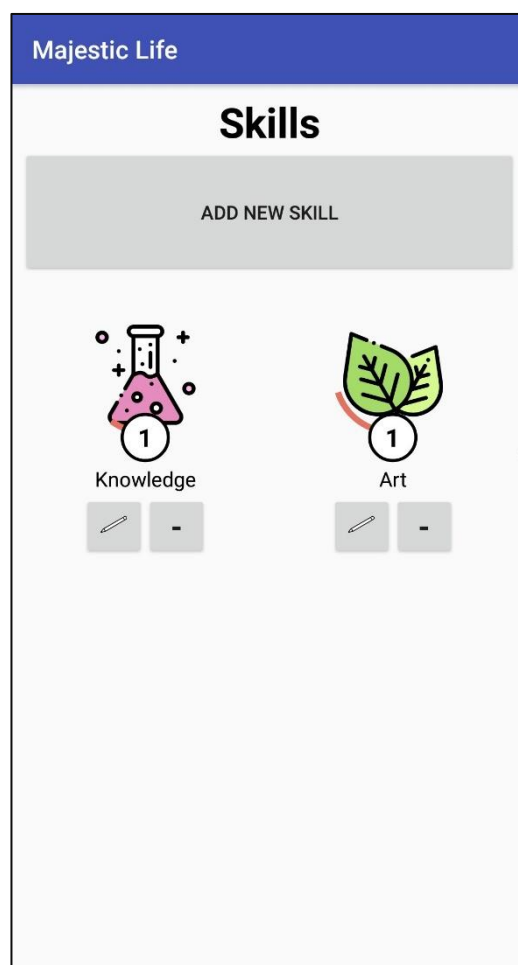 Majestic Life
Skills
ADD NEW SKILL
1 1
Knowledge Art
- -